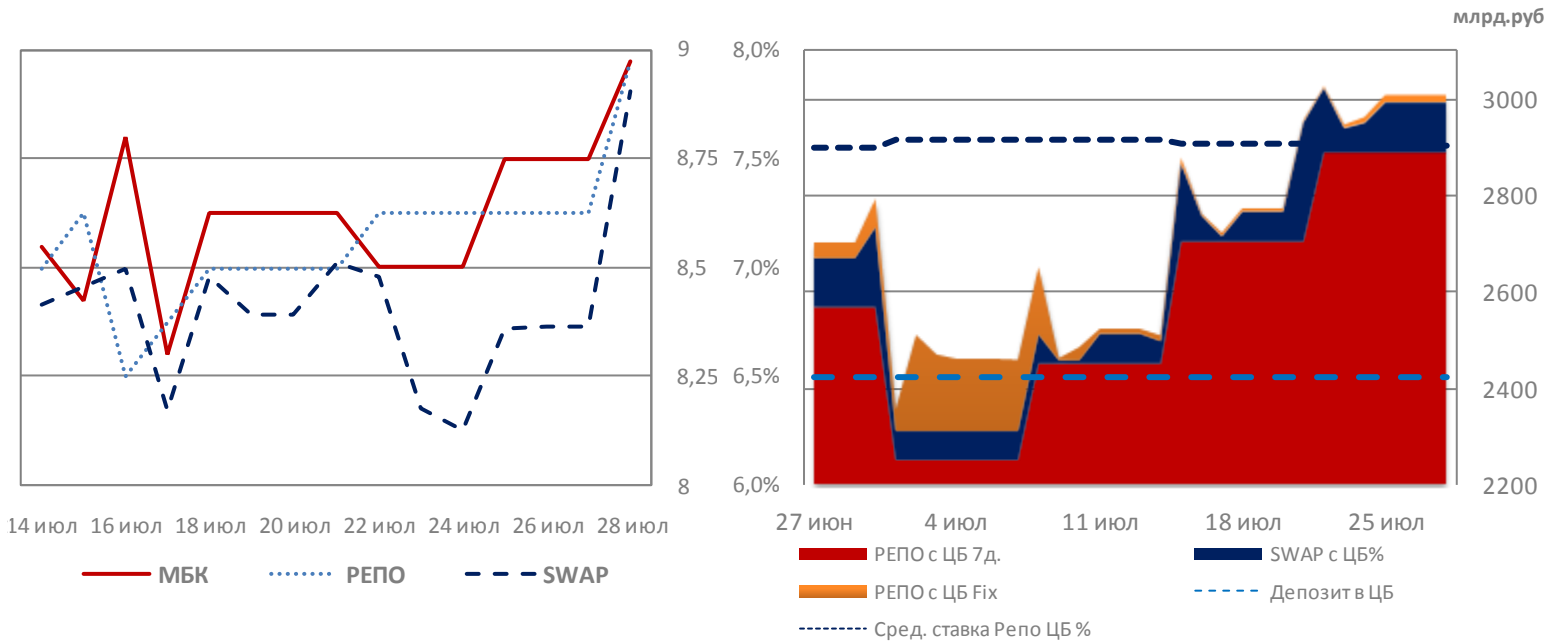 млрд.руб
9
8,75
8,5
8,25
8
14 июл 16 июл 18 июл 20 июл 22 июл 24 июл 26 июл 28 июл
МБК РЕПО SWAP
8,0%
7,5%
7,0%
6,5%
6,0%
3000
2800
2600
2400
2200
27 июн 4 июл 11 июл 18 июл 25 июл
РЕПО с ЦБ 7д. SWAP с ЦБ%
РЕПО с ЦБ Fix Депозит в ЦБ
Сред. ставка Репо ЦБ %